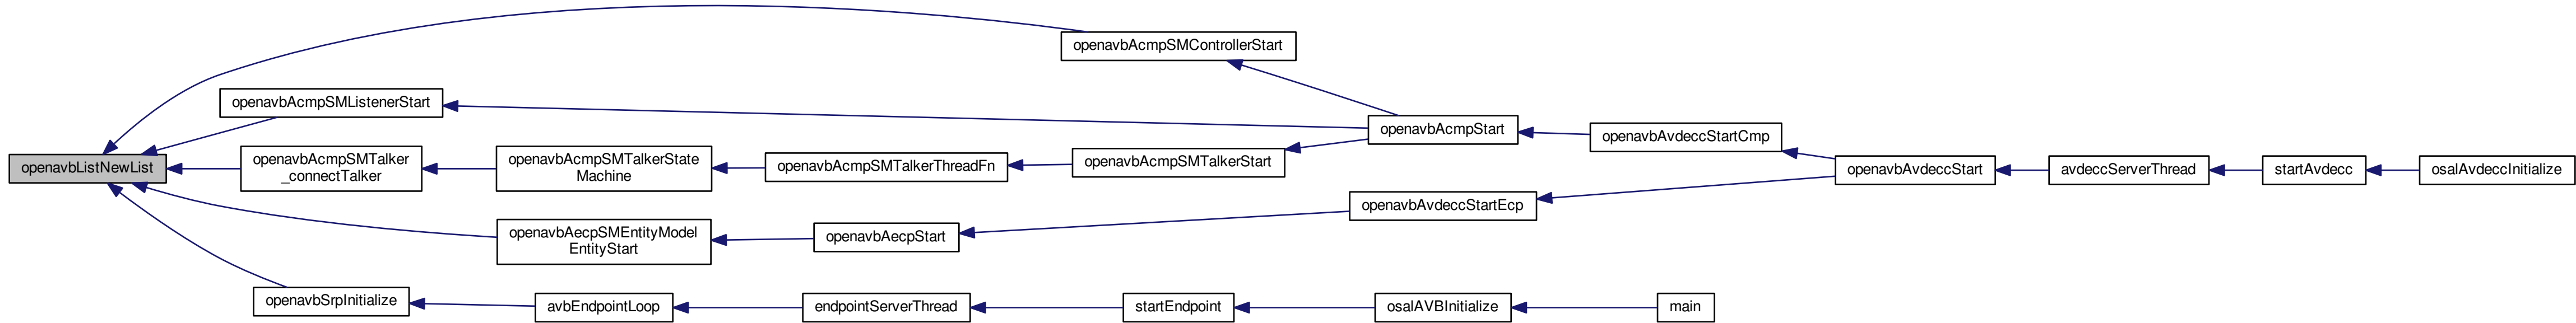 openavbListNewList
openavbAcmpSMControllerStart
openavbAcmpSMListenerStart
openavbAcmpSMTalker
_connectTalker
openavbAcmpSMTalkerState
Machine
openavbAcmpSMTalkerThreadFn
openavbAcmpSMTalkerStart
openavbAcmpStart
openavbAvdeccStartCmp
openavbAvdeccStart
avdeccServerThread
startAvdecc
osalAvdeccInitialize
openavbAecpSMEntityModel
EntityStart
openavbAecpStart
openavbAvdeccStartEcp
openavbSrpInitialize
avbEndpointLoop
endpointServerThread
startEndpoint
osalAVBInitialize
main